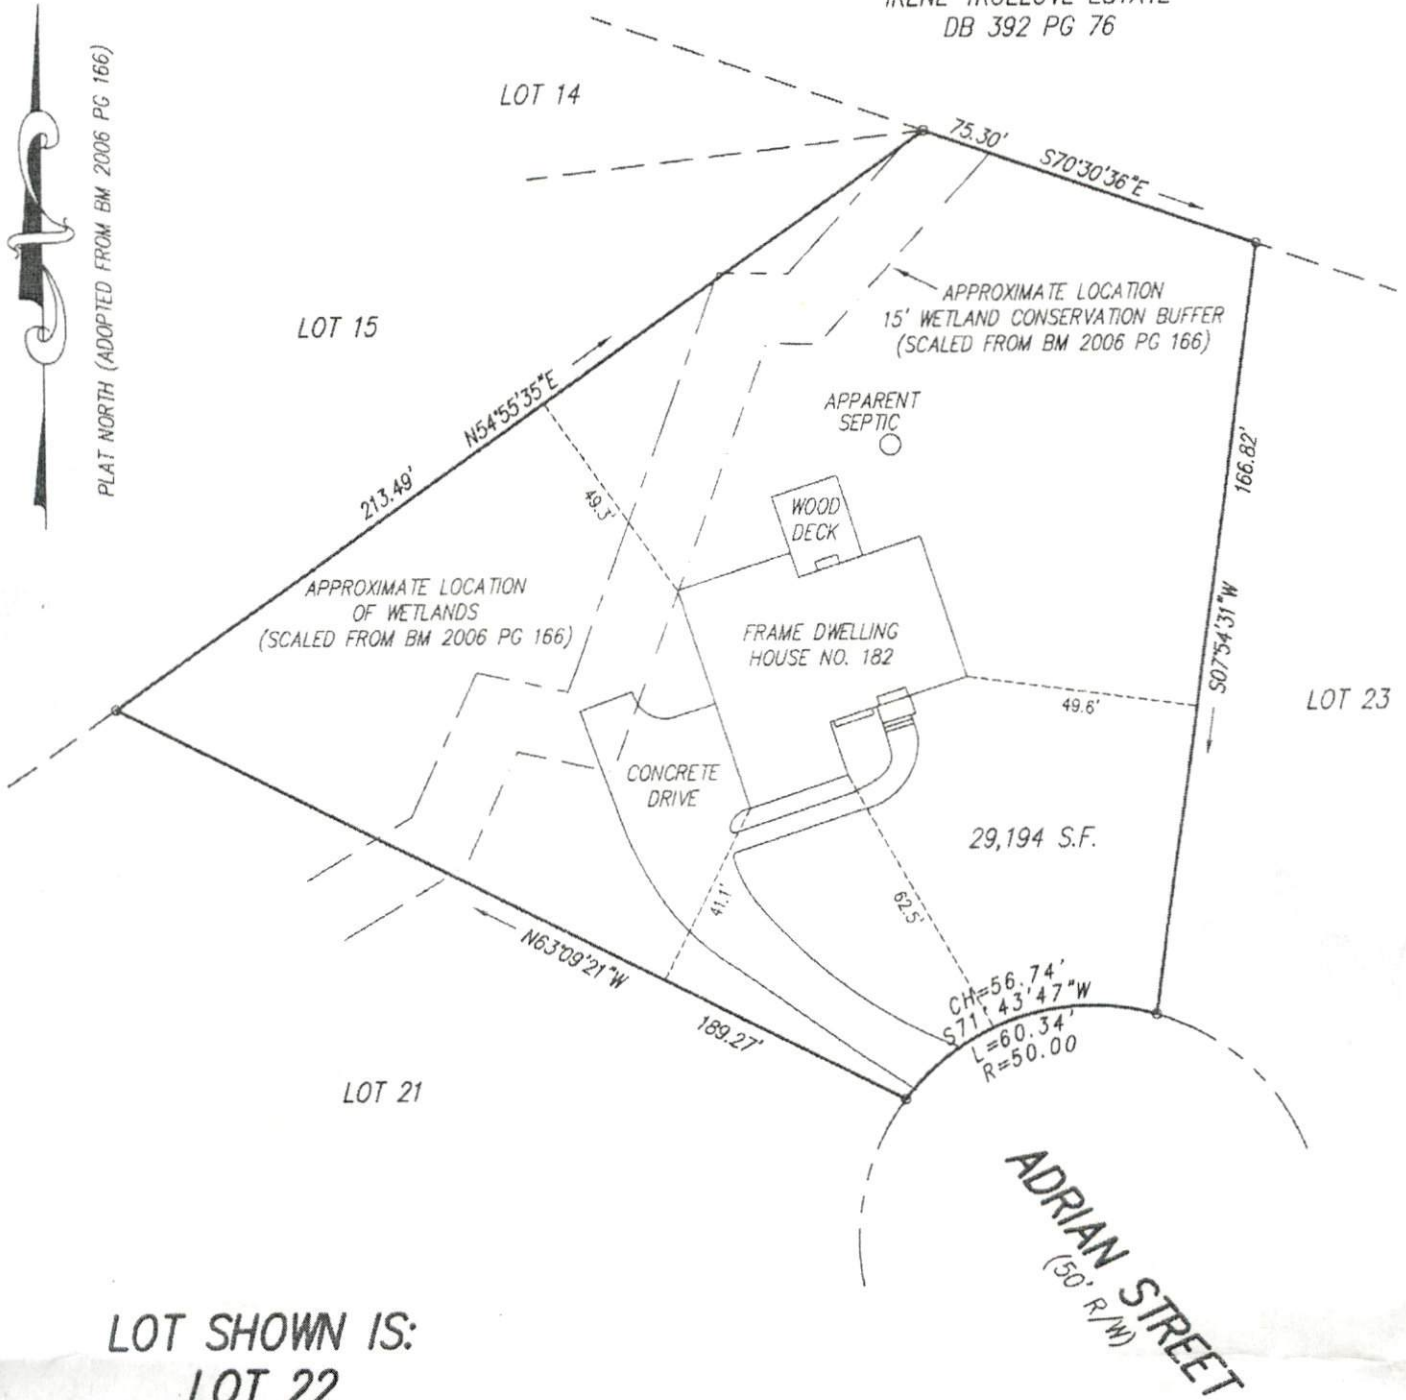 DB 392 PG 76
LOT 14
PLAT NORTH (ADOPTED FROM BM 2006 PG 166)
75.30'
S70°30'36"E
APPROXIMATE LOCATION
15' WETLAND CONSERVATION BUFFER
(SCALED FROM BM 2006 PG 166)
LOT 15
N54°55'35"E
213.49'
APPARENT
SEPTIC
166.82'
S07°54'31"W
49.3'
WOOD
DECK
APPROXIMATE LOCATION
OF WETLANDS
(SCALED FROM BM 2006 PG 166)
FRAME DWELLING
HOUSE NO. 182
49.6'
LOT 23
CONCRETE
DRIVE
29,194 S.F.
41.1'
62.5'
N63°09'21"W
189.27'
CH=56.74'
S71°43'47"W
L=60.34'
R=50.00
LOT 21
ADRIAN STREET
(50' R/W)
LOT SHOWN IS:
LOT 22